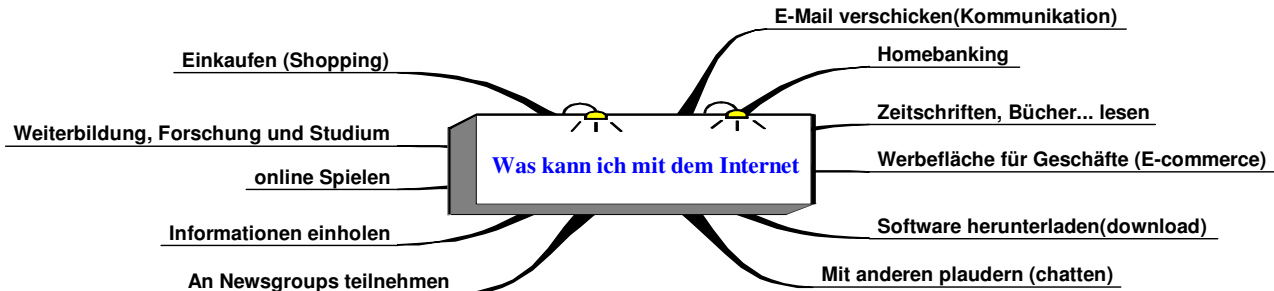 E-Mail verschicken(Kommunikation)
Einkaufen (Shopping)
Homebanking
Zeitschriften, Bücher... lesen
Weiterbildung, Forschung und Studium
Was kann ich mit dem Internet
Werbefläche für Geschäfte (E-commerce)
online Spielen
Informationen einholen
Software herunterladen(download)
An Newsgroups teilnehmen
Mit anderen plaudern (chatten)